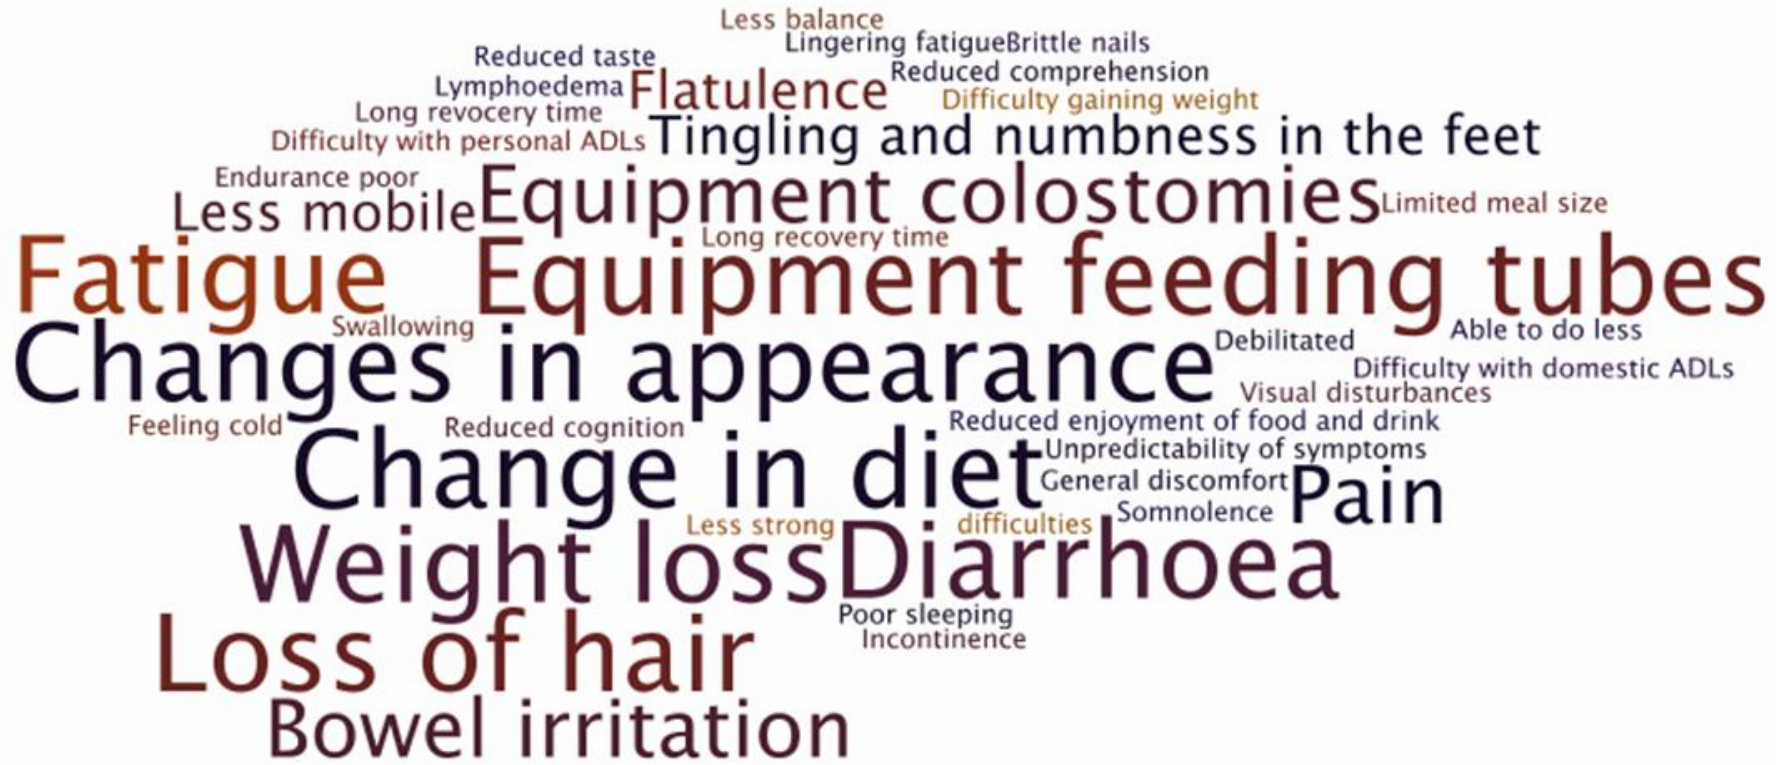 Less balance
Lingering fatigue
Brittle nails
Reduced taste
Reduced comprehension
Lymphoedema
Flatulence
Difficulty gaining weight
Long revocery time
Difficulty with personal ADLs
Tingling and numbness in the feet
Endurance poor
Less mobile
Equipment colostomies
Limited meal size
Long recovery time
Fatigue
Equipment feeding tubes
Swallowing
Changes in appearance
Debilitated
Able to do less
Difficulty with domestic ADLs
Visual disturbances
Feeling cold
Reduced cognition
Reduced enjoyment of food and drink
Change in diet
Unpredictability of symptoms
General discomfort
Pain
Somnolence
Less strong
difficulties
Weight loss
Diarrhoea
Poor sleeping
Incontinence
Loss of hair
Bowel irritation